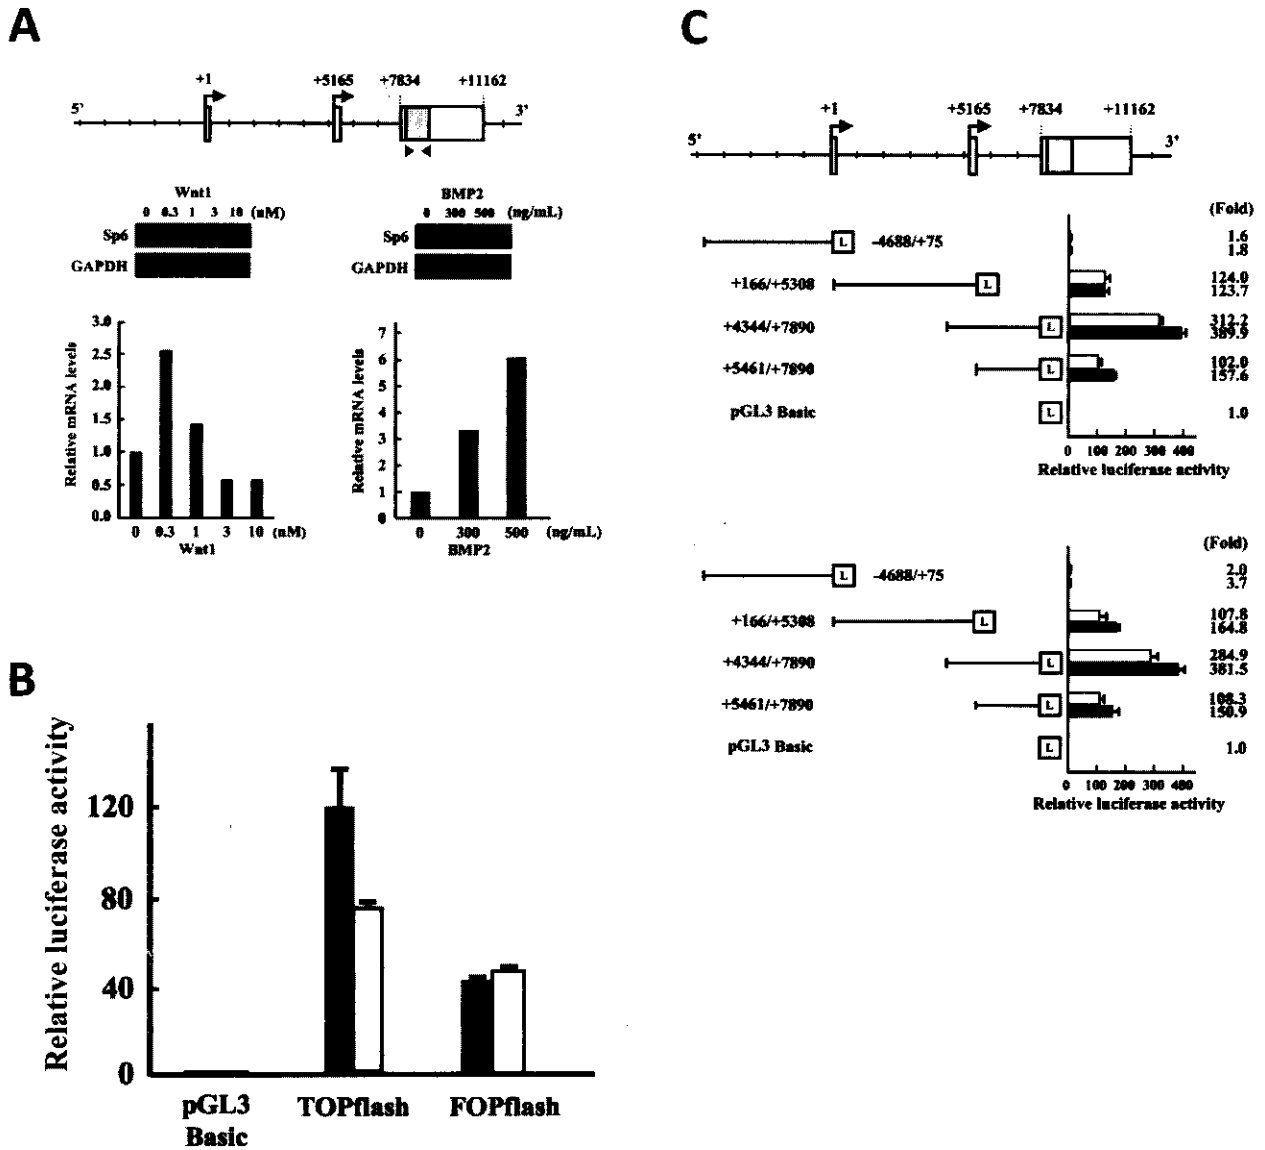 A
+1 +5165 +7834 +11162
5' 3'
Wnt1
0 0.3 1 3 10 (nM)
Sp6
GAPDH
BMP2
0 300 500 (ng/mL)
Sp6
GAPDH
Relative mRNA levels
3.0
2.5
2.0
1.5
1.0
0.5
0.0
0 0.3 1 3 10 (nM)
Wnt1
Relative mRNA levels
7
6
5
4
3
2
1
0
0 300 500 (ng/mL)
BMP2
B
Relative luciferase activity
120
80
40
0
pGL3 Basic
TOPflash
FOPflash
C
+1 +5165 +7834 +11162
5' 3'
(Fold)
L -4688/+75 1.6
1.8
+166/+5308 L 124.0
123.7
+4344/+7890 L 312.2
389.9
+5461/+7890 L 102.0
157.6
pGL3 Basic L 1.0
0 100 200 300 400
Relative luciferase activity
(Fold)
L -4688/+75 2.0
3.7
+166/+5308 L 107.8
164.8
+4344/+7890 L 284.9
381.5
+5461/+7890 L 108.3
150.9
pGL3 Basic L 1.0
0 100 200 300 400
Relative luciferase activity